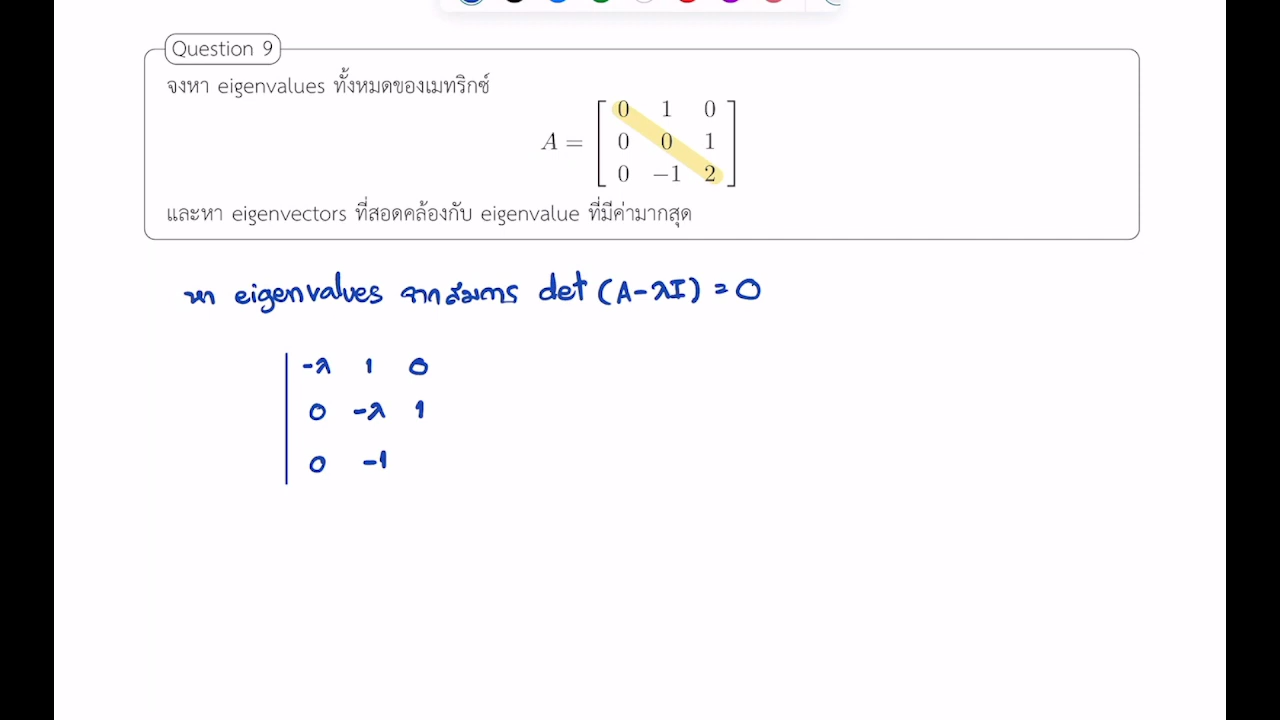 Question 9
จงหา eigenvalues ทั้งหมดของเมทริกซ์
A = [ 0 1 0
0 0 1
0 −1 2 ]
และหา eigenvectors ที่สอดคล้องกับ eigenvalue ที่มีค่ามากสุด
หา eigenvalues จากสมการ det (A-λI) = 0
| -λ 1 0
0 -λ 1
0 -1